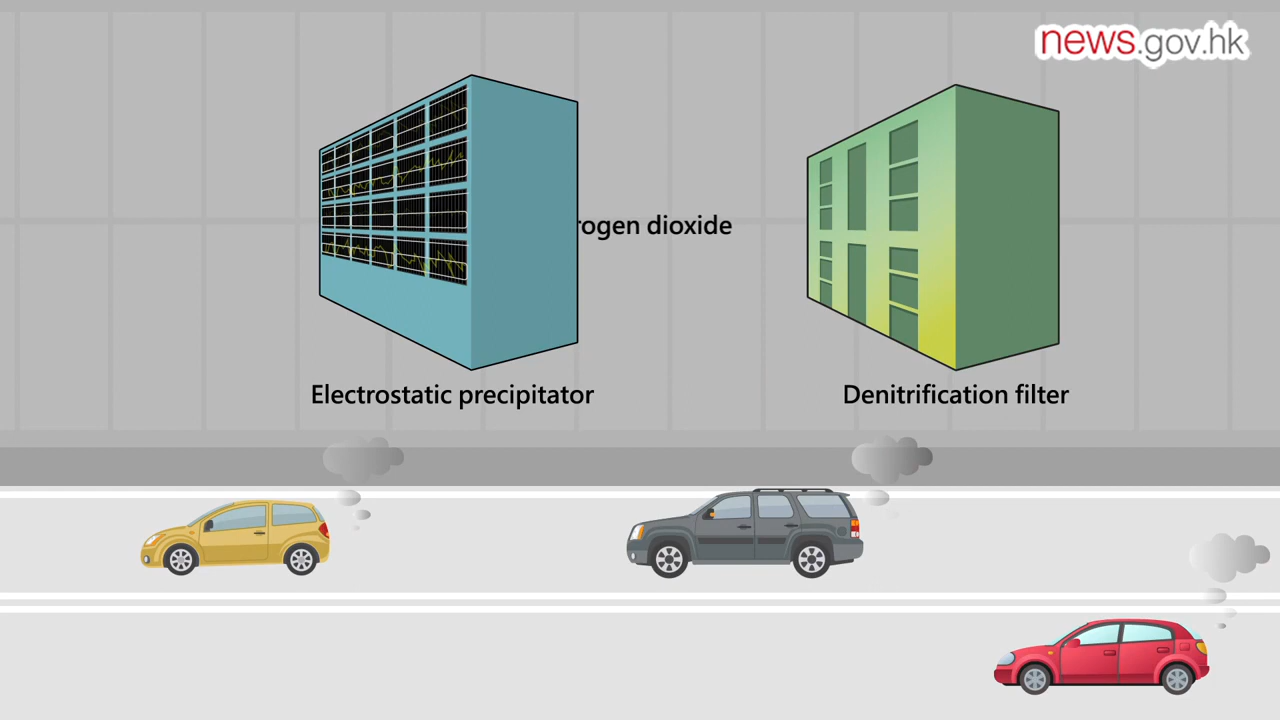 news.gov.hk
rogen dioxide
Electrostatic precipitator
Denitrification filter